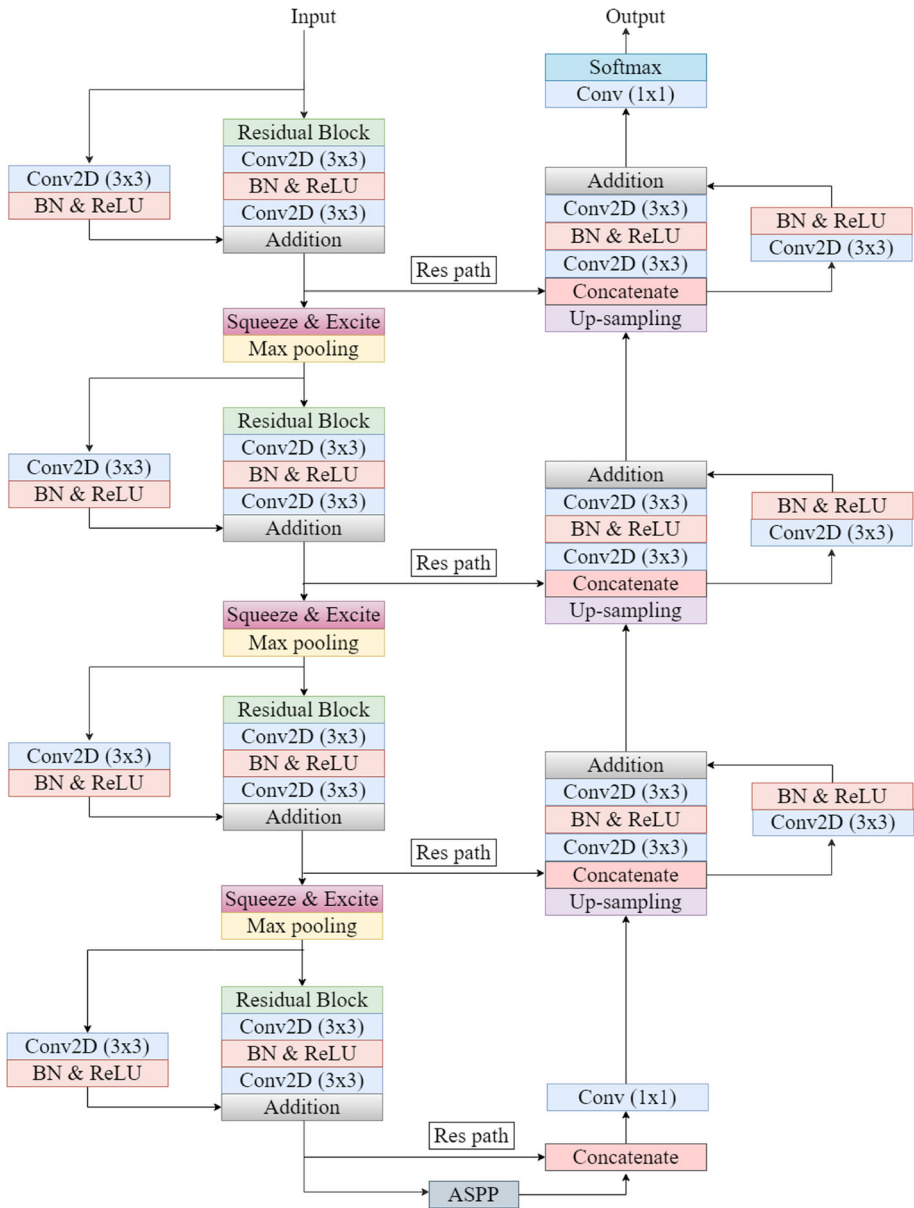 Input
Residual Block
Conv2D (3x3)
BN & ReLU
Conv2D (3x3)
Addition
Conv2D (3x3)
BN & ReLU
Res path
Squeeze & Excite
Max pooling
Residual Block
Conv2D (3x3)
BN & ReLU
Conv2D (3x3)
Addition
Conv2D (3x3)
BN & ReLU
Res path
Squeeze & Excite
Max pooling
Residual Block
Conv2D (3x3)
BN & ReLU
Conv2D (3x3)
Addition
Conv2D (3x3)
BN & ReLU
Res path
Squeeze & Excite
Max pooling
Residual Block
Conv2D (3x3)
BN & ReLU
Conv2D (3x3)
Addition
Conv2D (3x3)
BN & ReLU
Res path
ASPP
Output
Softmax
Conv (1x1)
Addition
Conv2D (3x3)
BN & ReLU
Conv2D (3x3)
Concatenate
Up-sampling
BN & ReLU
Conv2D (3x3)
Addition
Conv2D (3x3)
BN & ReLU
Conv2D (3x3)
Concatenate
Up-sampling
BN & ReLU
Conv2D (3x3)
Addition
Conv2D (3x3)
BN & ReLU
Conv2D (3x3)
Concatenate
Up-sampling
BN & ReLU
Conv2D (3x3)
Conv (1x1)
Concatenate